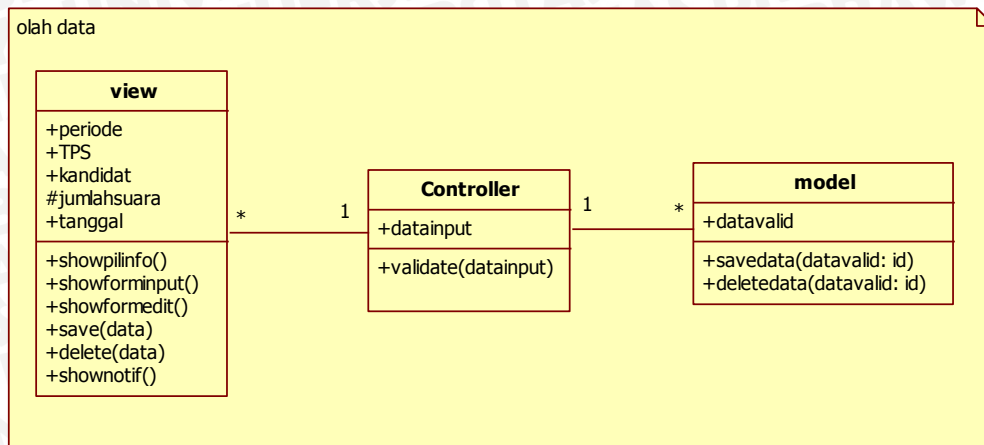 olah data
view
+periode
+TPS
+kandidat
#jumlahsuara
+tanggal
+showpilinfo()
+showforminput()
+showformedit()
+save(data)
+delete(data)
+shownotif()
*
1
Controller
+datainput
+validate(datainput)
1
*
model
+datavalid
+savedata(datavalid: id)
+deletedata(datavalid: id)